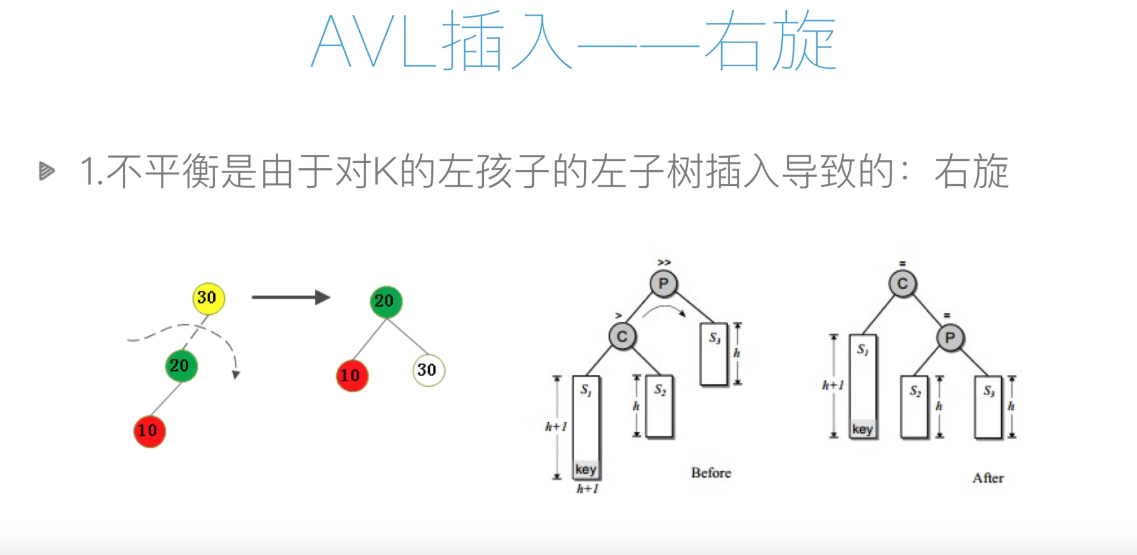 AVL插入——右旋
1.不平衡是由于对K的左孩子的左子树插入导致的：右旋
30
20
10
20
10
30
>>
P
>
C
S₁
S₂
S₃
h
h
h+1
key
h+1
Before
=
C
=
P
S₁
S₂
S₃
h+1
h
h
key
After